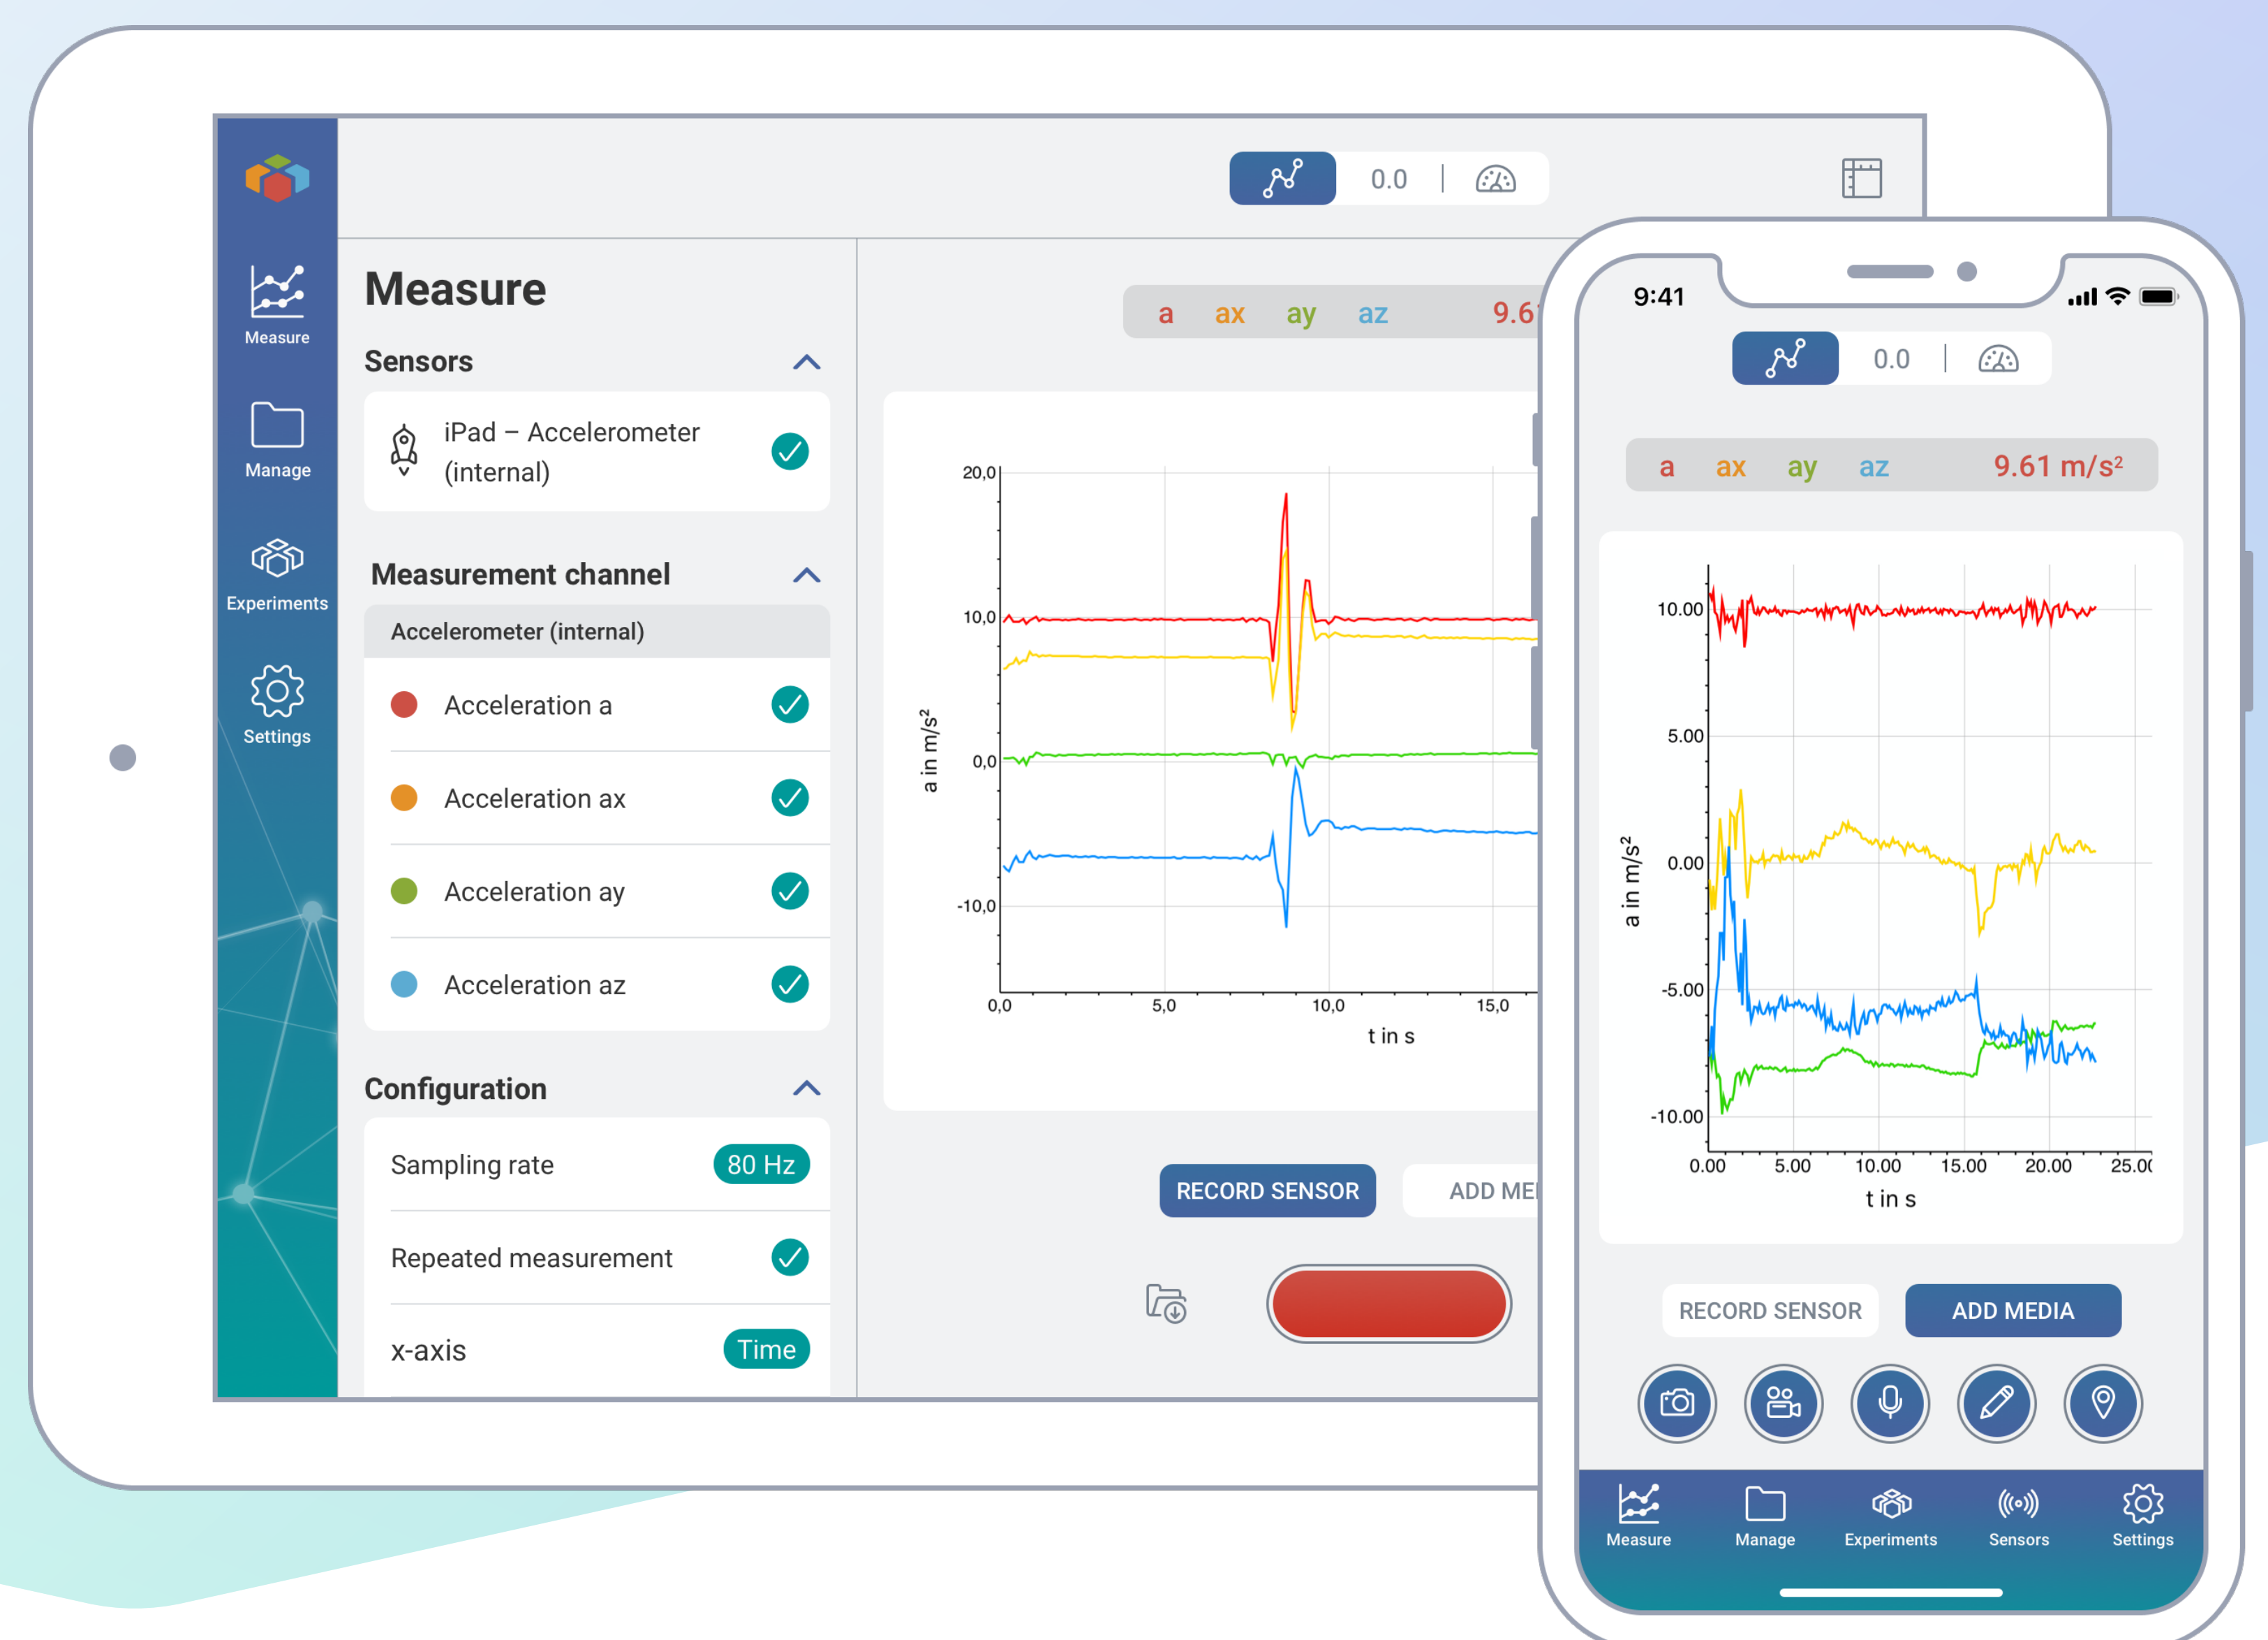 0.0
Measure
Measure
Sensors
iPad – Accelerometer
(internal)
Manage
Measurement channel
Experiments
Accelerometer (internal)
Acceleration a
Settings
Acceleration ax
Acceleration ay
Acceleration az
Configuration
Sampling rate 80 Hz
Repeated measurement
x-axis Time
a ax ay az 9.6
20,0
10,0
0,0
-10,0
a in m/s²
0,0 5,0 10,0 15,0
t in s
RECORD SENSOR ADD
9:41
0.0
a ax ay az 9.61 m/s²
10.00
5.00
0.00
-5.00
-10.00
a in m/s²
0.00 5.00 10.00 15.00 20.00 25.00
t in s
RECORD SENSOR ADD MEDIA
Measure Manage Experiments Sensors Settings